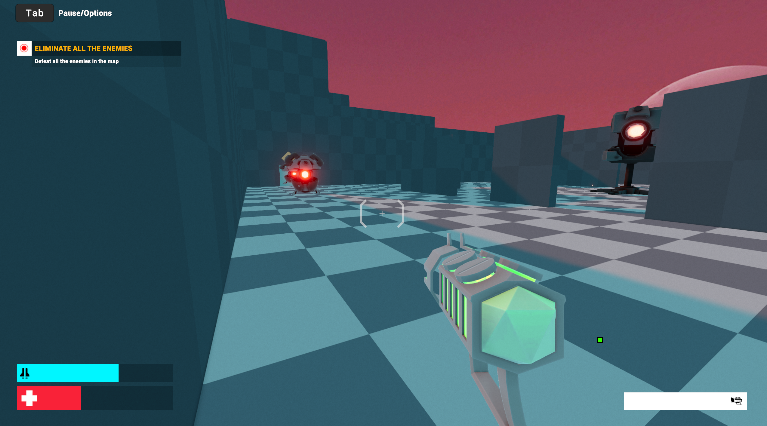 Tab Pause/Options
ELIMINATE ALL THE ENEMIES
Defeat all the enemies in the map